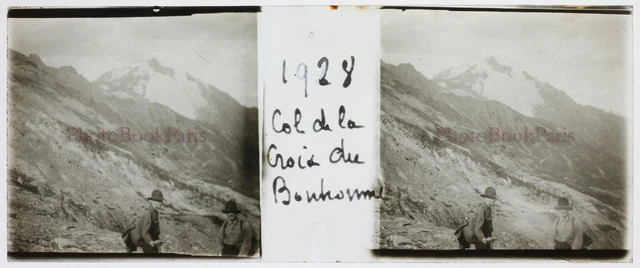 1928
Col de la
Croix du
Bonhomme
PhotoBookParis
PhotoBookParis